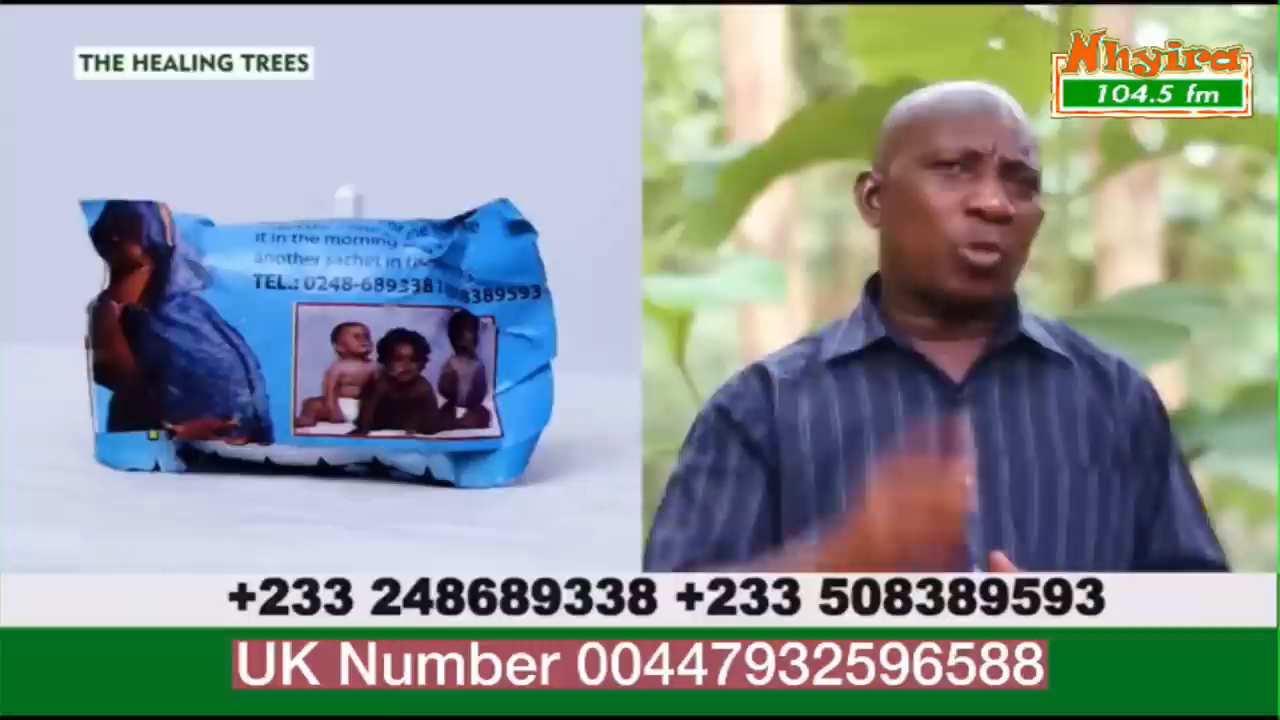 THE HEALING TREES
Nhyira
104.5 fm
it in the morning
another sachet in
TEL.: 0248-689338
8389593
+233 248689338 +233 508389593
UK Number 00447932596588